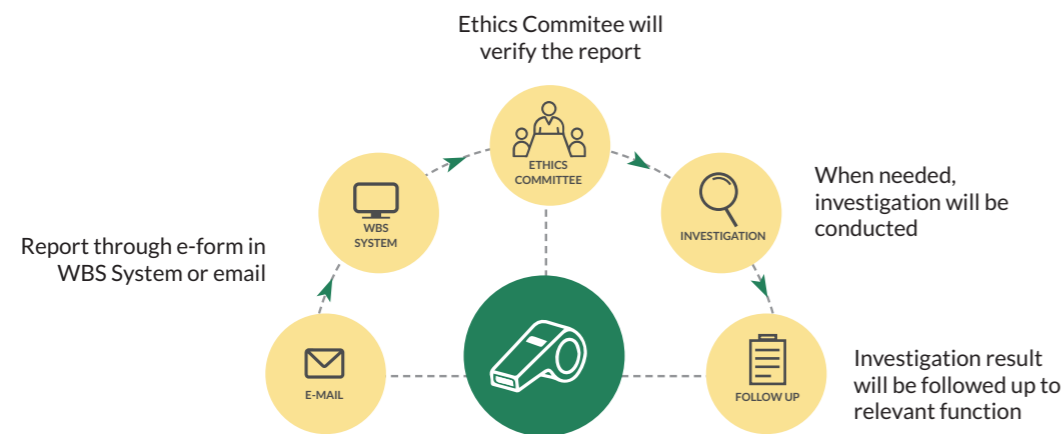 Ethics Commitee will
verify the report
ETHICS
COMMITTEE
WBS
SYSTEM
INVESTIGATION
When needed,
investigation will be
conducted
Report through e-form in
WBS System or email
E-MAIL
FOLLOW UP
Investigation result
will be followed up to
relevant function